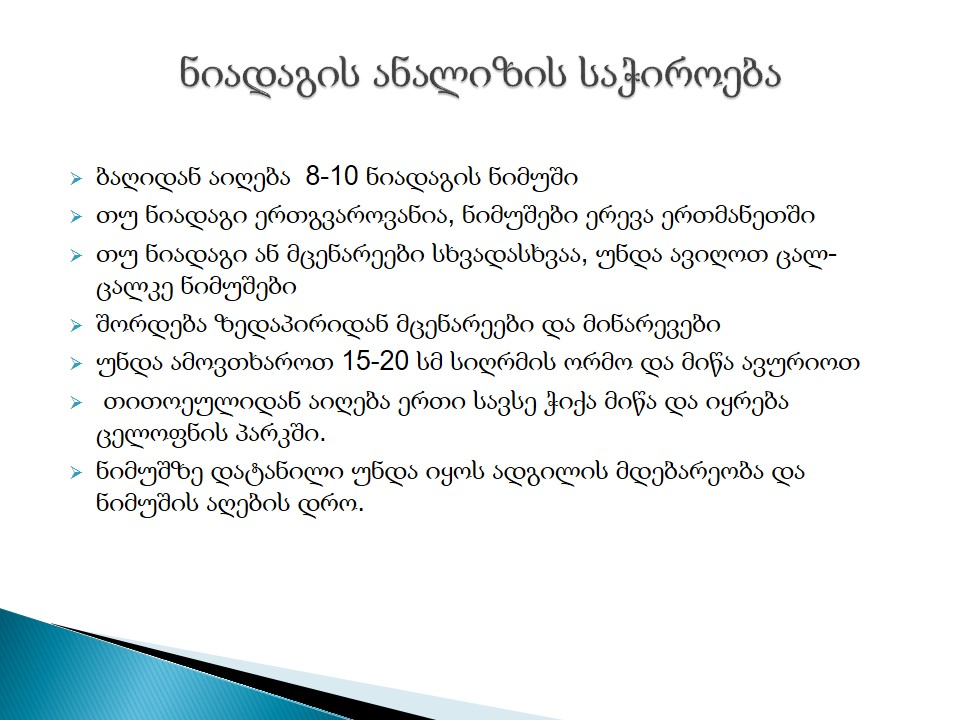 ნიადაგის ანალიზის საჭიროება
ბაღიდან აიღება 8-10 ნიადაგის ნიმუში
თუ ნიადაგი ერთგვაროვანია, ნიმუშები ერევა ერთმანეთში
თუ ნიადაგი ან მცენარეები სხვადასხვაა, უნდა ავიღოთ ცალ-
ცალკე ნიმუშები
შორდება ზედაპირიდან მცენარეები და მინარევები
უნდა ამოვთხაროთ 15-20 სმ სიღრმის ორმო და მიწა ავურიოთ
თითოეულიდან აიღება ერთი სავსე ჭიქა მიწა და იყრება
ცელოფნის პარკში.
ნიმუშზე დატანილი უნდა იყოს ადგილის მდებარეობა და
ნიმუშის აღების დრო.